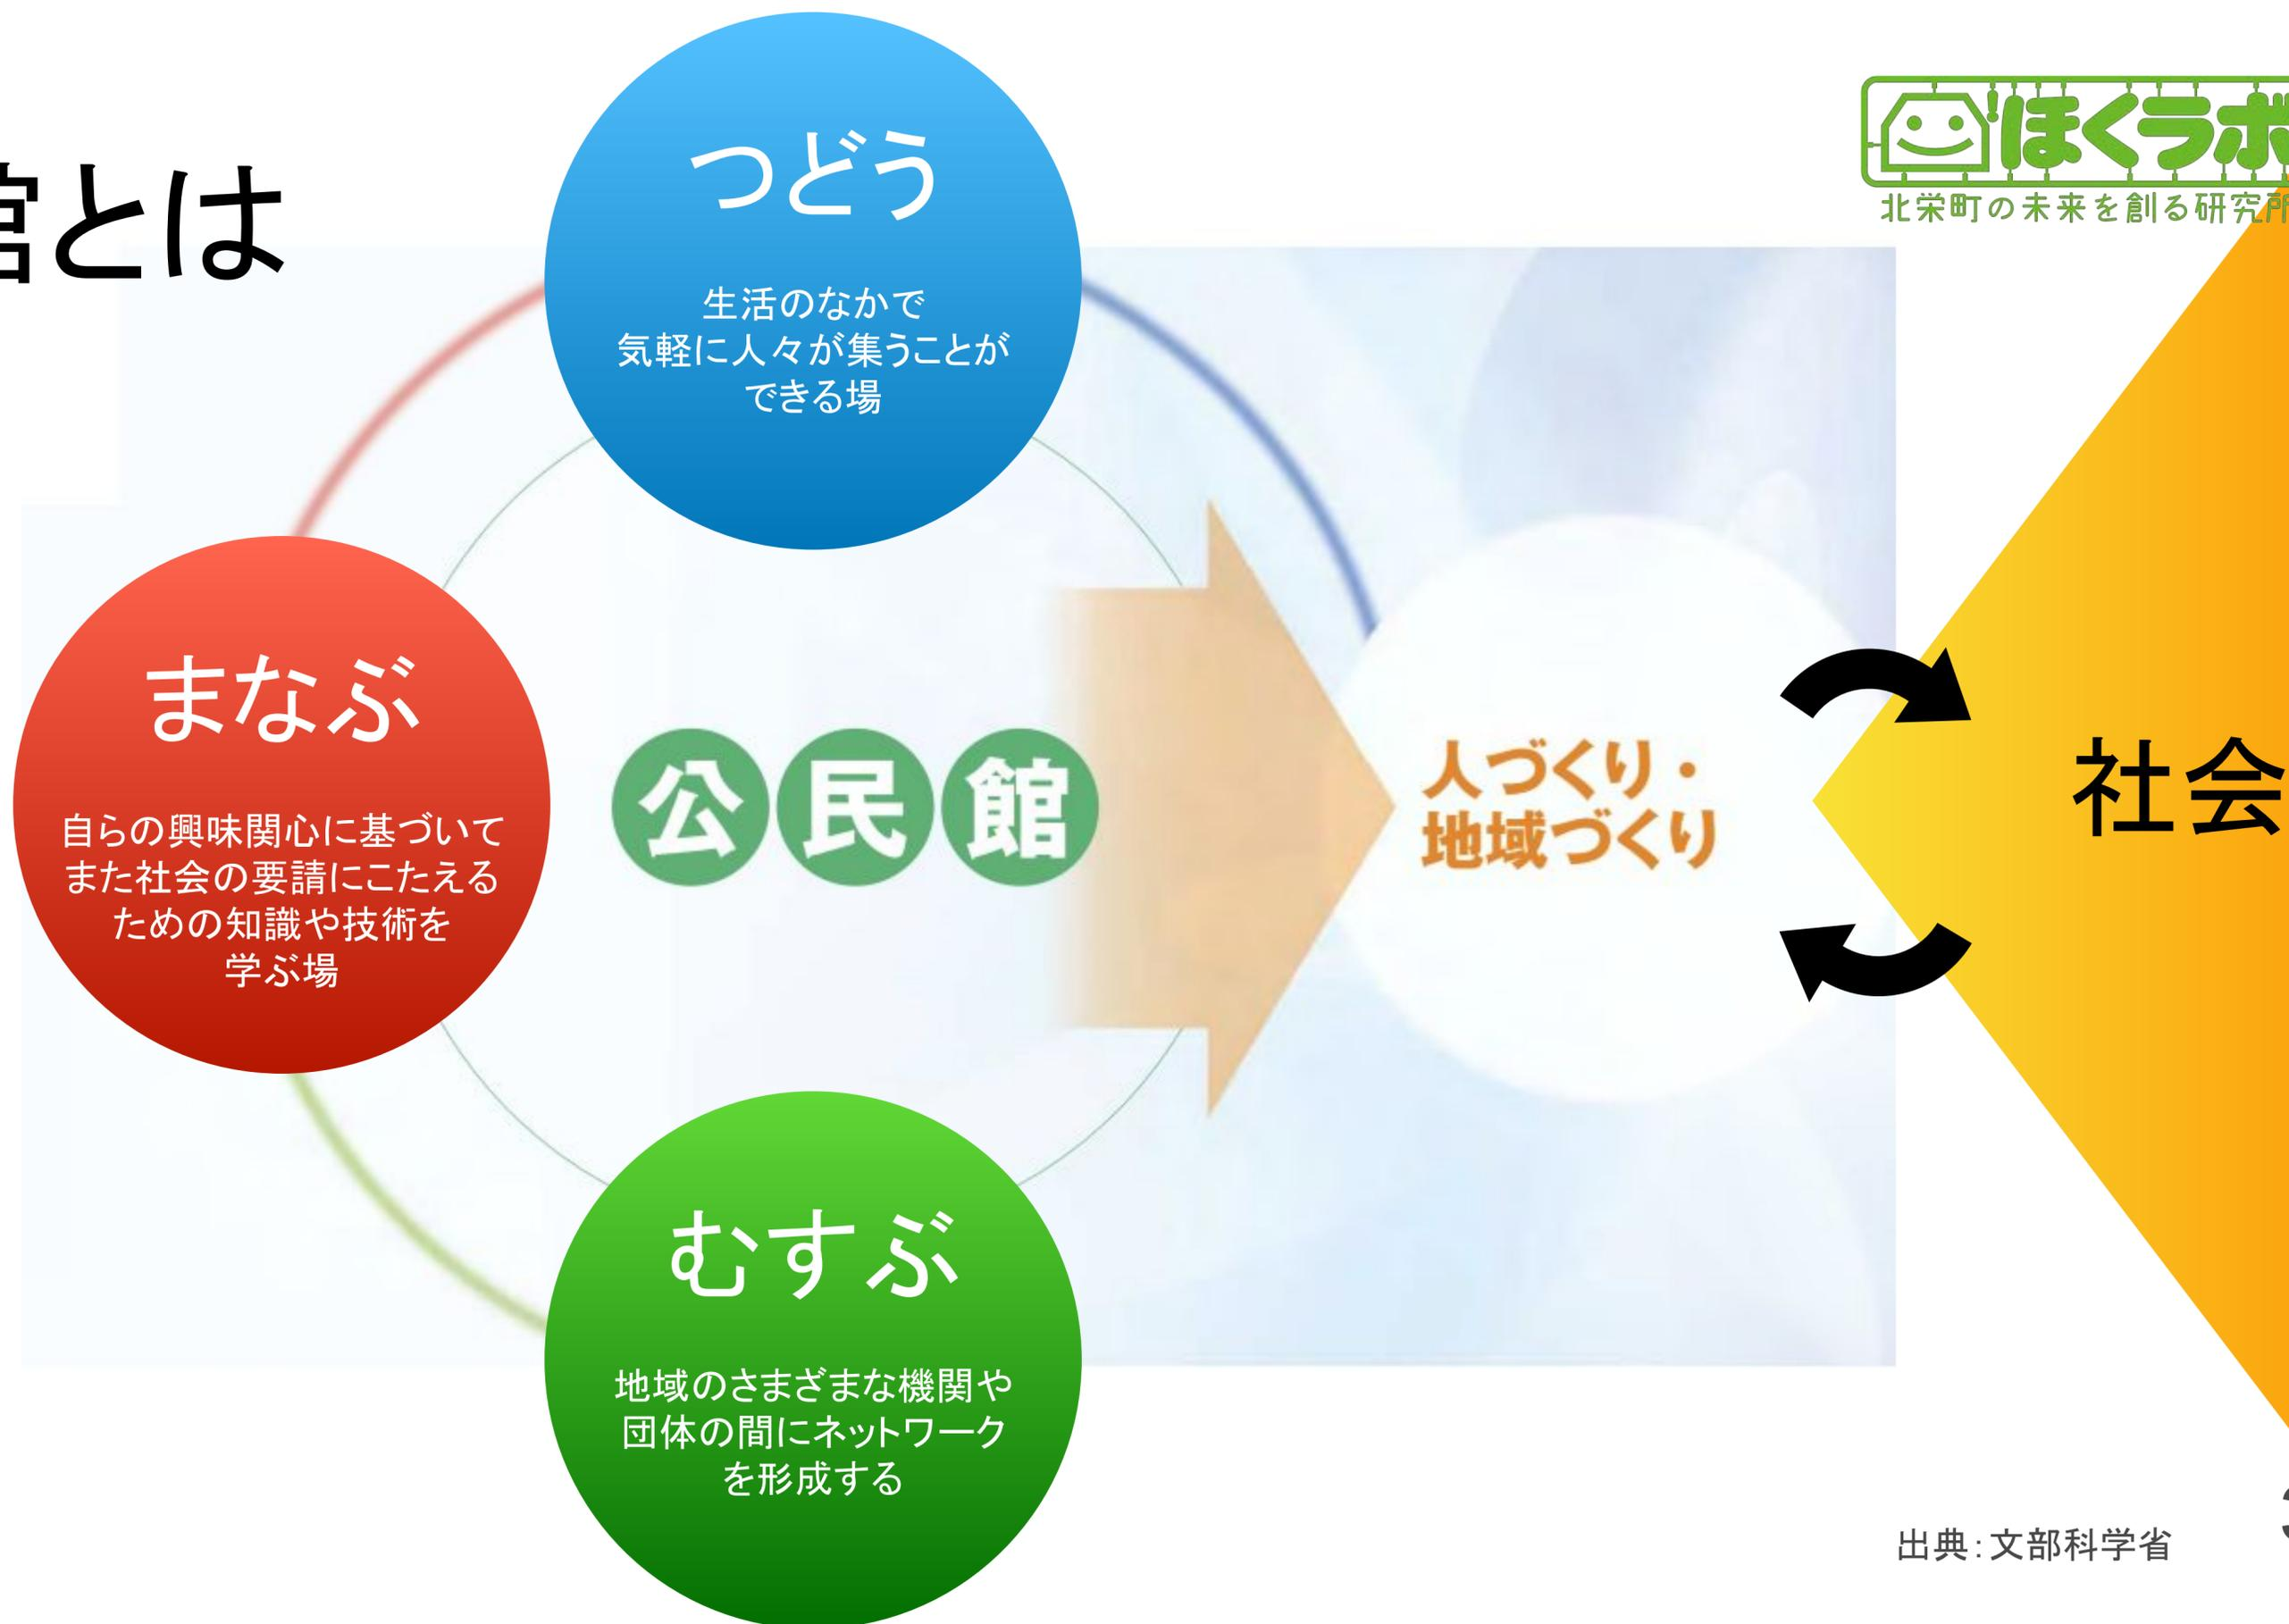 館とは
ほくラボ
北栄町の未来を創る研究所
つどう
生活のなかで
気軽に人々が集うことが
できる場
まなぶ
自らの興味関心に基づいて
また社会の要請にこたえる
ための知識や技術を
学ぶ場
公民館
人づくり・
地域づくり
社会
むすぶ
地域のさまざまな機関や
団体の間にネットワーク
を形成する
出典：文部科学省